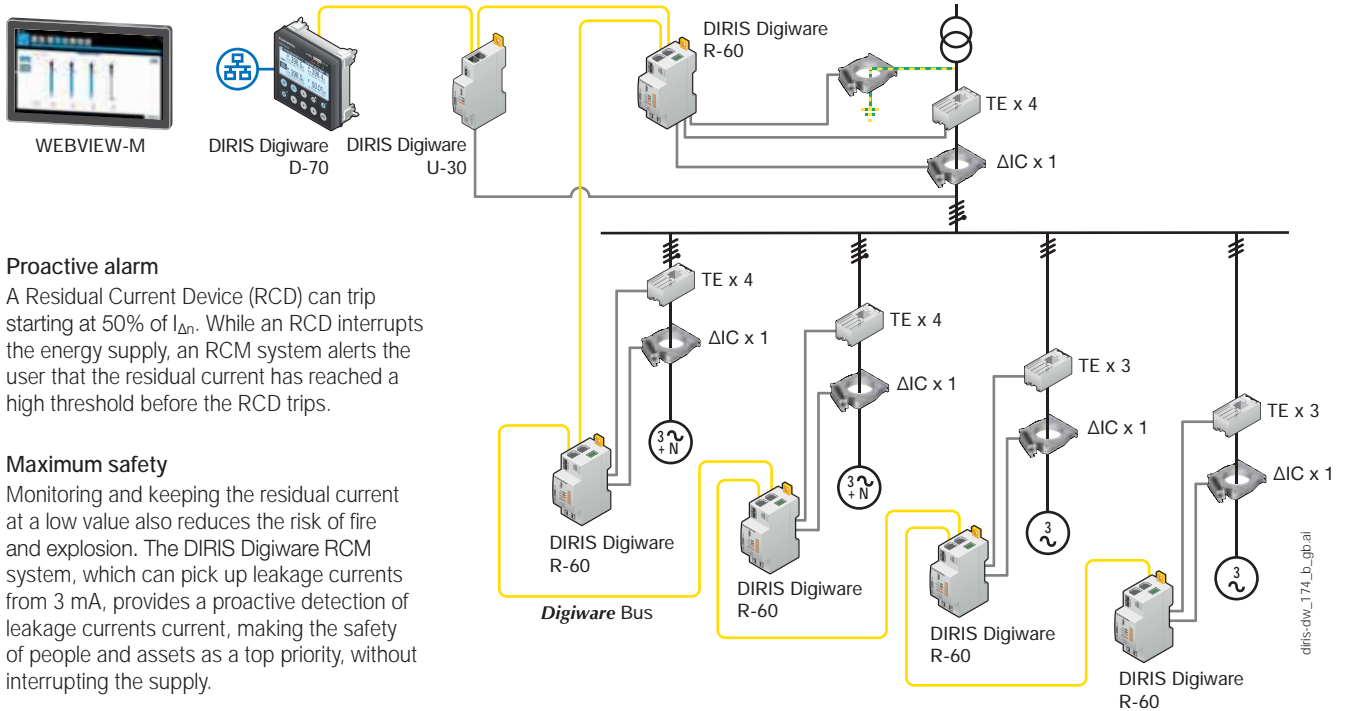 WEBVIEW-M
DIRIS Digiware
D-70
DIRIS Digiware
U-30
DIRIS Digiware
R-60
TE x 4
ΔIC x 1
Proactive alarm
A Residual Current Device (RCD) can trip
starting at 50% of IΔn. While an RCD interrupts
the energy supply, an RCM system alerts the
user that the residual current has reached a
high threshold before the RCD trips.
Maximum safety
Monitoring and keeping the residual current
at a low value also reduces the risk of fire
and explosion. The DIRIS Digiware RCM
system, which can pick up leakage currents
from 3 mA, provides a proactive detection of
leakage currents current, making the safety
of people and assets as a top priority, without
interrupting the supply.
TE x 4
ΔIC x 1
3
+ N
DIRIS Digiware
R-60
Digiware Bus
TE x 4
ΔIC x 1
3
+ N
DIRIS Digiware
R-60
TE x 3
ΔIC x 1
3
DIRIS Digiware
R-60
TE x 3
ΔIC x 1
3
DIRIS Digiware
R-60
diris-dw_174_b_gb.ai